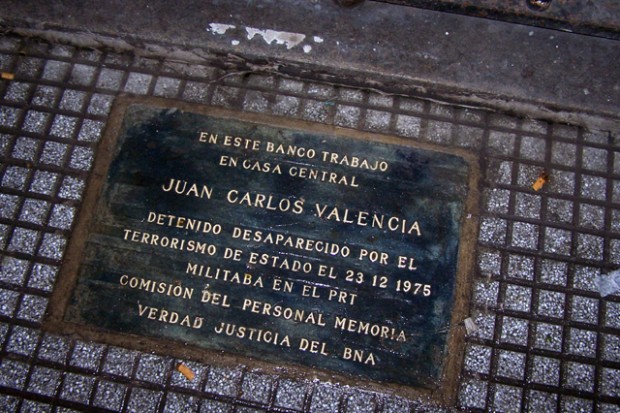 EN ESTE BANCO TRABAJO
EN CASA CENTRAL
JUAN CARLOS VALENCIA
DETENIDO DESAPARECIDO POR EL
TERRORISMO DE ESTADO EL 23 12 1975
MILITABA EN EL PRT
COMISIÓN DEL PERSONAL MEMORIA
VERDAD JUSTICIA DEL BNA